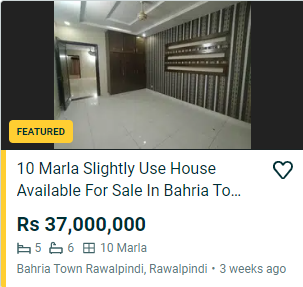 FEATURED
10 Marla Slightly Use House
Available For Sale In Bahria To...
Rs 37,000,000
5 6 10 Marla
Bahria Town Rawalpindi, Rawalpindi • 3 weeks ago